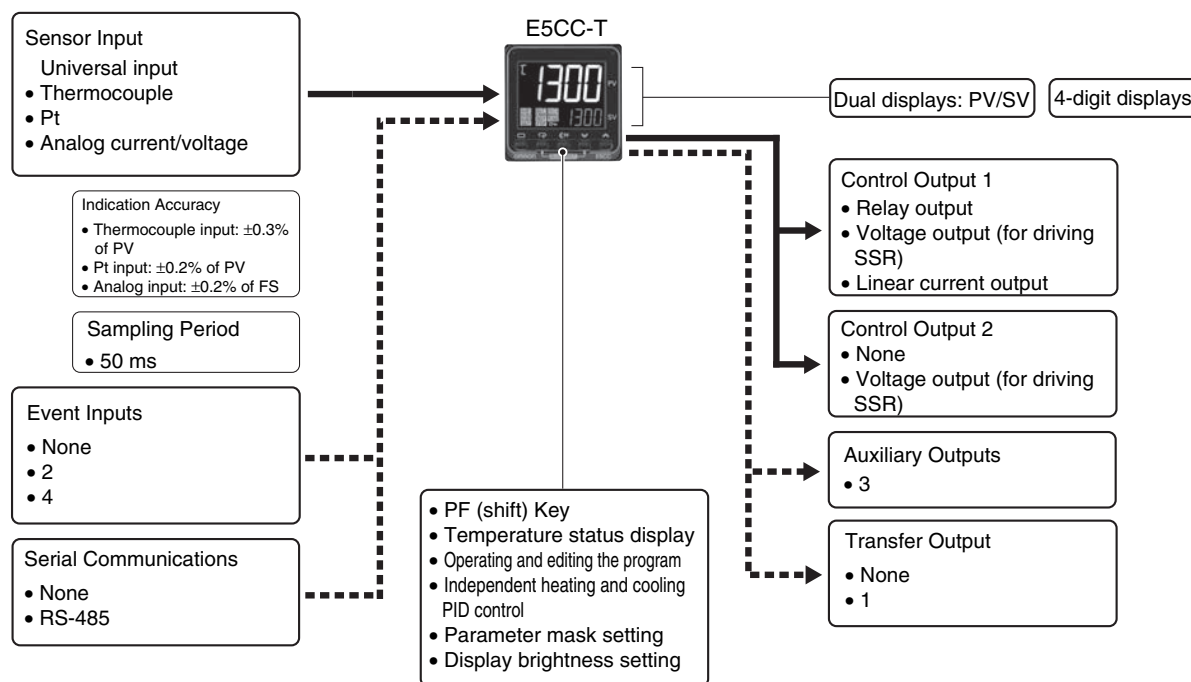 E5CC-T
Sensor Input
Universal input
• Thermocouple
• Pt
• Analog current/voltage
Indication Accuracy
• Thermocouple input: ±0.3%
of PV
• Pt input: ±0.2% of PV
• Analog input: ±0.2% of FS
Sampling Period
• 50 ms
Event Inputs
• None
• 2
• 4
Serial Communications
• None
• RS-485
1300
PV
1300
SV
• PF (shift) Key
• Temperature status display
• Operating and editing the program
• Independent heating and cooling
PID control
• Parameter mask setting
• Display brightness setting
Dual displays: PV/SV
4-digit displays
Control Output 1
• Relay output
• Voltage output (for driving
SSR)
• Linear current output
Control Output 2
• None
• Voltage output (for driving
SSR)
Auxiliary Outputs
• 3
Transfer Output
• None
• 1